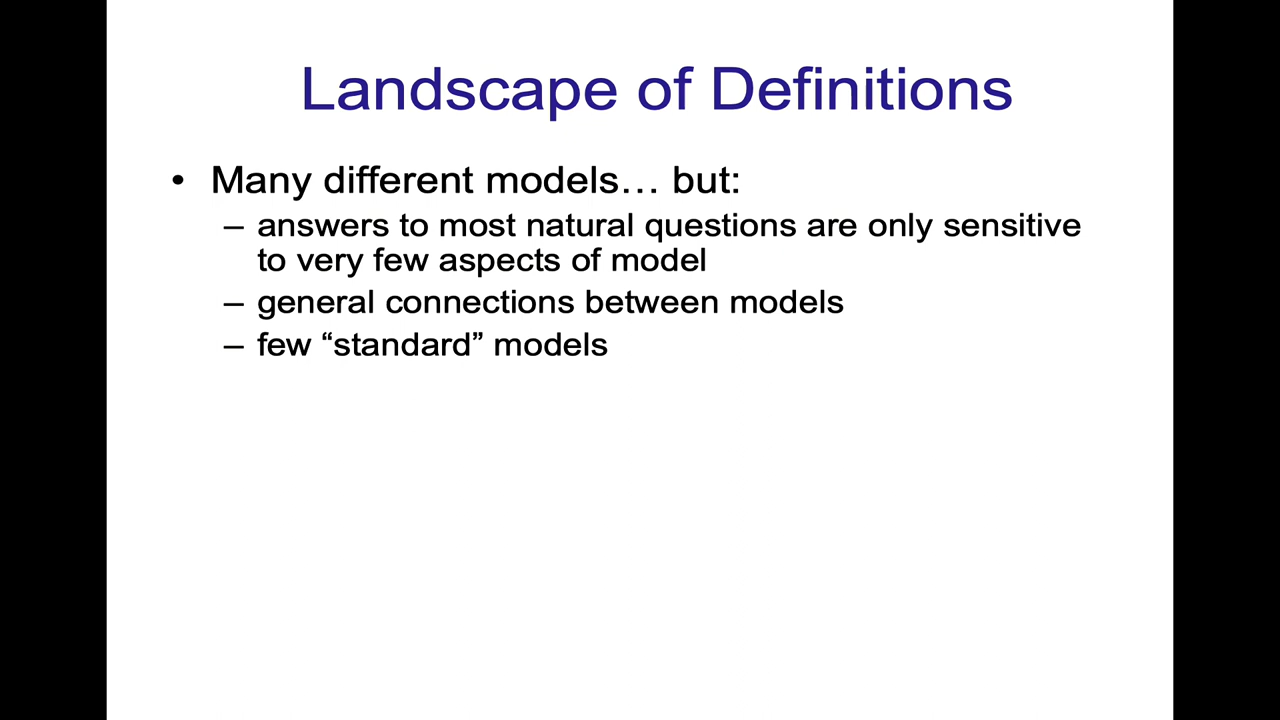 Landscape of Definitions
• Many different models… but:
– answers to most natural questions are only sensitive
to very few aspects of model
– general connections between models
– few “standard” models